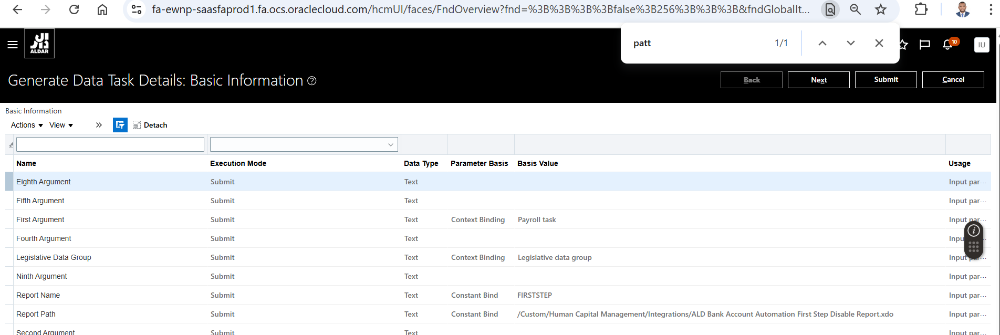 fa-ewnp-saasfaprod1.fa.ocs.oraclecloud.com/hcmUI/faces/FndOverview?fnd=%3B%3B%3B%3Bfalse%3B256%3B%3B%3B%3B&fndGlobalIt...
patt 1/1
ALDAR
10
IU
Generate Data Task Details: Basic Information ?
Back Next Submit Cancel
Basic Information
Actions View » Detach
Name Execution Mode Data Type Parameter Basis Basis Value Usage
Eighth Argument Submit Text Input par...
Fifth Argument Submit Text Input par...
First Argument Submit Text Context Binding Payroll task Input par...
Fourth Argument Submit Text Inpu
Legislative Data Group Submit Text Context Binding Legislative data group Input par...
Ninth Argument Submit Text Input par...
Report Name Submit Text Constant Bind FIRSTSTEP Input par...
Report Path Submit Text Constant Bind /Custom/Human Capital Management/Integrations/ALD Bank Account Automation First Step Disable Report.xdo Input par...
Second Argument Submit Text Input par...